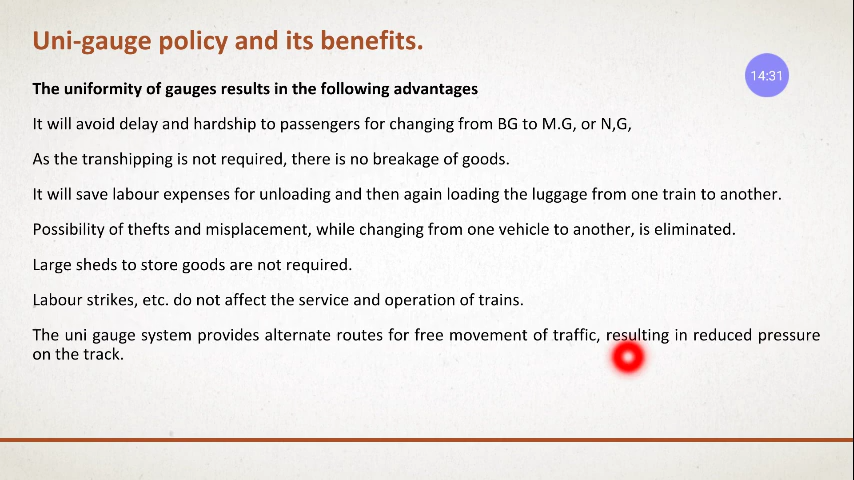 Uni-gauge policy and its benefits.
14:31
The uniformity of gauges results in the following advantages
It will avoid delay and hardship to passengers for changing from BG to M.G, or N,G,
As the transhipping is not required, there is no breakage of goods.
It will save labour expenses for unloading and then again loading the luggage from one train to another.
Possibility of thefts and misplacement, while changing from one vehicle to another, is eliminated.
Large sheds to store goods are not required.
Labour strikes, etc. do not affect the service and operation of trains.
The uni gauge system provides alternate routes for free movement of traffic, resulting in reduced pressure
on the track.